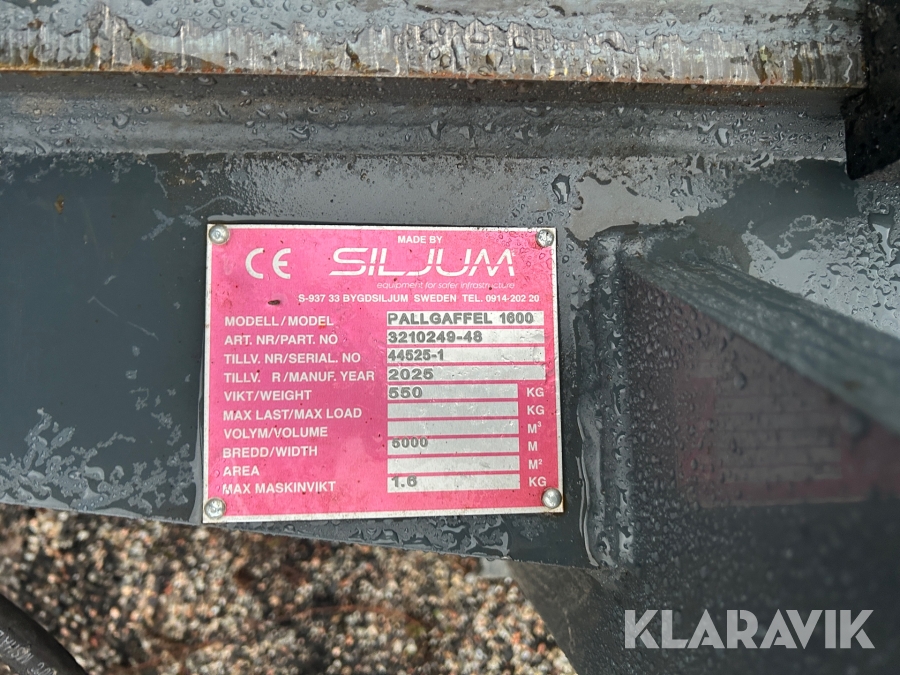 MADE BY
CE SILJUM
equipment for safer infrastructure
S-937 33 BYGDSILJUM SWEDEN TEL. 0914-202 20
MODELL/MODEL PALLGAFFEL 1600
ART. NR/PART. NO 3210249-48
TILLV. NR/SERIAL. NO 44525-1
TILLV. R/MANUF. YEAR 2025
VIKT/WEIGHT 550 KG
MAX LAST/MAX LOAD KG
VOLYM/VOLUME M³
BREDD/WIDTH 5000 M
AREA M²
MAX MASKINVIKT 1.6 KG
KLARAVIK